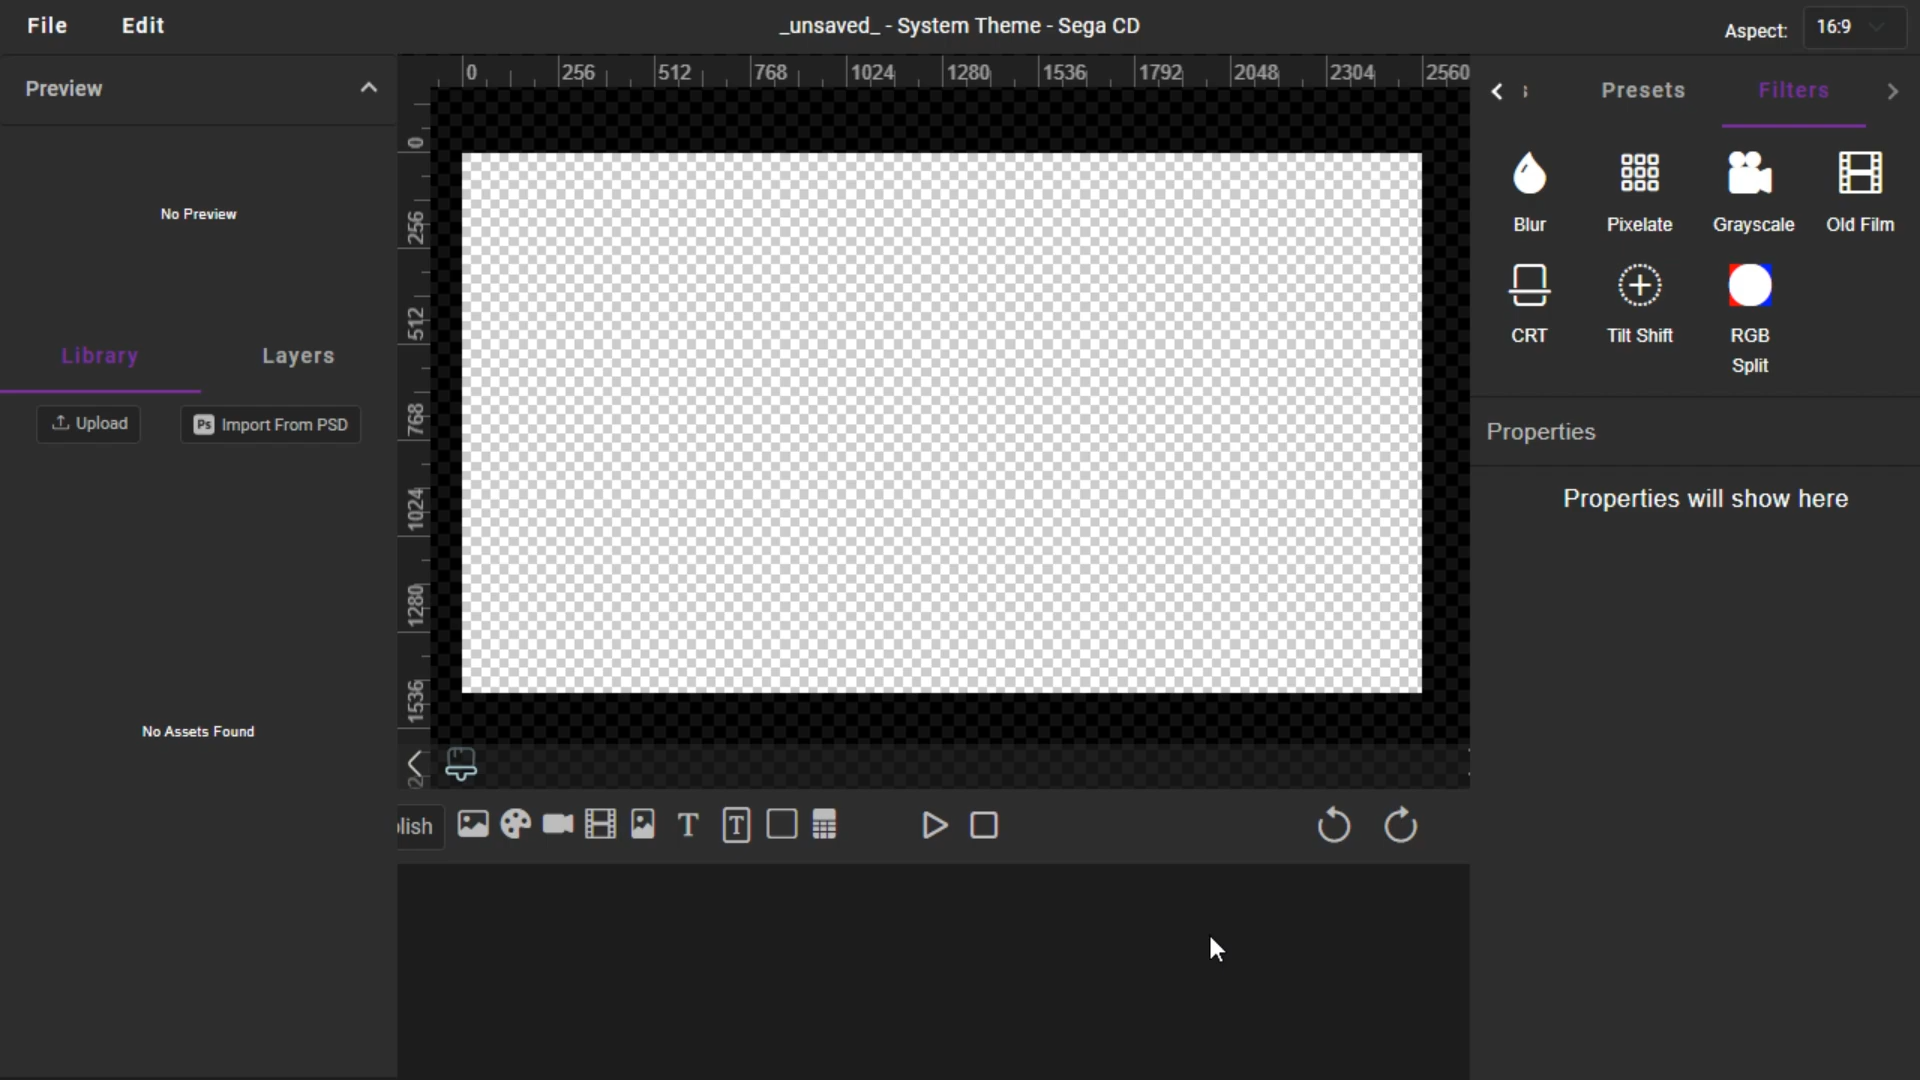 File Edit
_unsaved_ - System Theme - Sega CD
Aspect: 16:9
Preview
No Preview
Library Layers
Upload
Ps Import From PSD
No Assets Found
0 256 512 768 1024 1280 1536 1792 2048 2304 2560
0
256
512
768
1024
1280
1536
2
lish
T
T
s Presets Filters
Blur Pixelate Grayscale Old Film
CRT Tilt Shift RGB
Split
Properties
Properties will show here